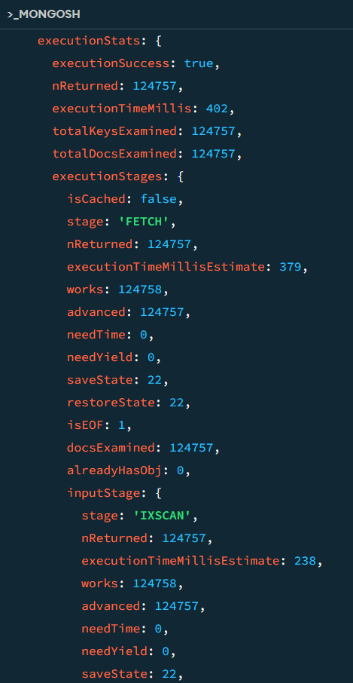 >_MONGOSH
executionStats: {
executionSuccess: true,
nReturned: 124757,
executionTimeMillis: 402,
totalKeysExamined: 124757,
totalDocsExamined: 124757,
executionStages: {
isCached: false,
stage: 'FETCH',
nReturned: 124757,
executionTimeMillisEstimate: 379,
works: 124758,
advanced: 124757,
needTime: 0,
needYield: 0,
saveState: 22,
restoreState: 22,
isEOF: 1,
docsExamined: 124757,
alreadyHasObj: 0,
inputStage: {
stage: 'IXSCAN',
nReturned: 124757,
executionTimeMillisEstimate: 238,
works: 124758,
advanced: 124757,
needTime: 0,
needYield: 0,
saveState: 22,